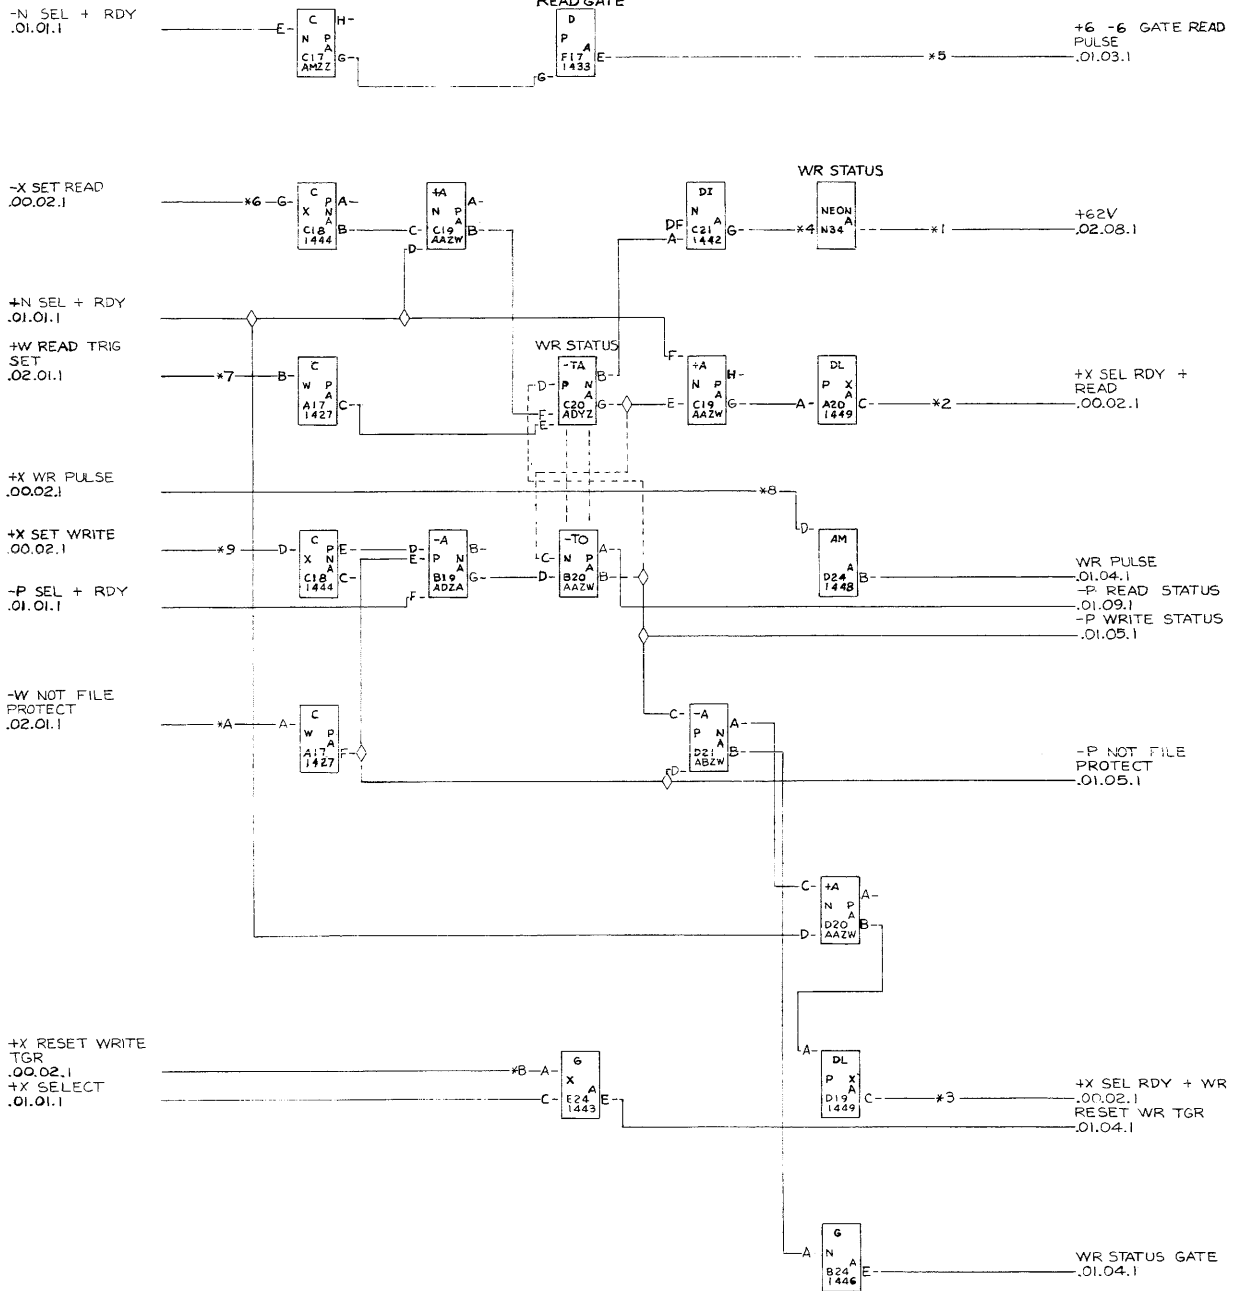 READ GATE
-N SEL + RDY
.01.01.1
E- C H-
N P
A
C17 G-
AMZZ
D
P
A
F17 E-
G- 1433
*5
+6 -6 GATE READ
PULSE
.01.03.1
-X SET READ
.00.02.1
*6 G- C A-
X P
N
A
C18 B-
1444
+A A-
N P
A
C- C19 B-
D- AAZW
DI
N
DF A
A- C21 G-
1442
*4
WR STATUS
NEON
A
N34
*1
+62V
.02.08.1
+N SEL + RDY
.01.01.1
+W READ TRIG
SET
.02.01.1
*7 B- C
W P
A
A17 C-
1427
WR STATUS
-TA B-
D- P N
A
C20 G-
F- ADYZ
E-
F- +A H-
N P
A
E- C19 G-
AAZW
DL
P X
A
A- A20 C-
1449
*2
+X SEL RDY +
READ
.00.02.1
+X WR PULSE
.00.02.1
*8
D- AM
A
D24 B-
1448
WR PULSE
.01.04.1
+X SET WRITE
.00.02.1
*9 D- C E-
X P
N
A
C18 C-
1444
D- -A B-
E- P N
A
B19 G-
F- ADZA
-TO A-
C- N P
A
D- B20 B-
AAZW
-P SEL + RDY
.01.01.1
-P READ STATUS
.01.09.1
-P WRITE STATUS
.01.05.1
-W NOT FILE
PROTECT
.02.01.1
*A A- C
W P
A
A17 F-
1427
C- -A A-
P N
A
D21 B-
D- ABZW
-P NOT FILE
PROTECT
.01.05.1
C- +A A-
N P
A
D20 B-
D- AAZW
+X RESET WRITE
TGR
.00.02.1
+X SELECT
.01.01.1
*B A- G
X
A
C- E24 E-
1443
A- DL
P X
A
D19 C-
1449
*3
+X SEL RDY + WR
.00.02.1
RESET WR TGR
.01.04.1
A G
N
A
B24 E-
1446
WR STATUS GATE
.01.04.1